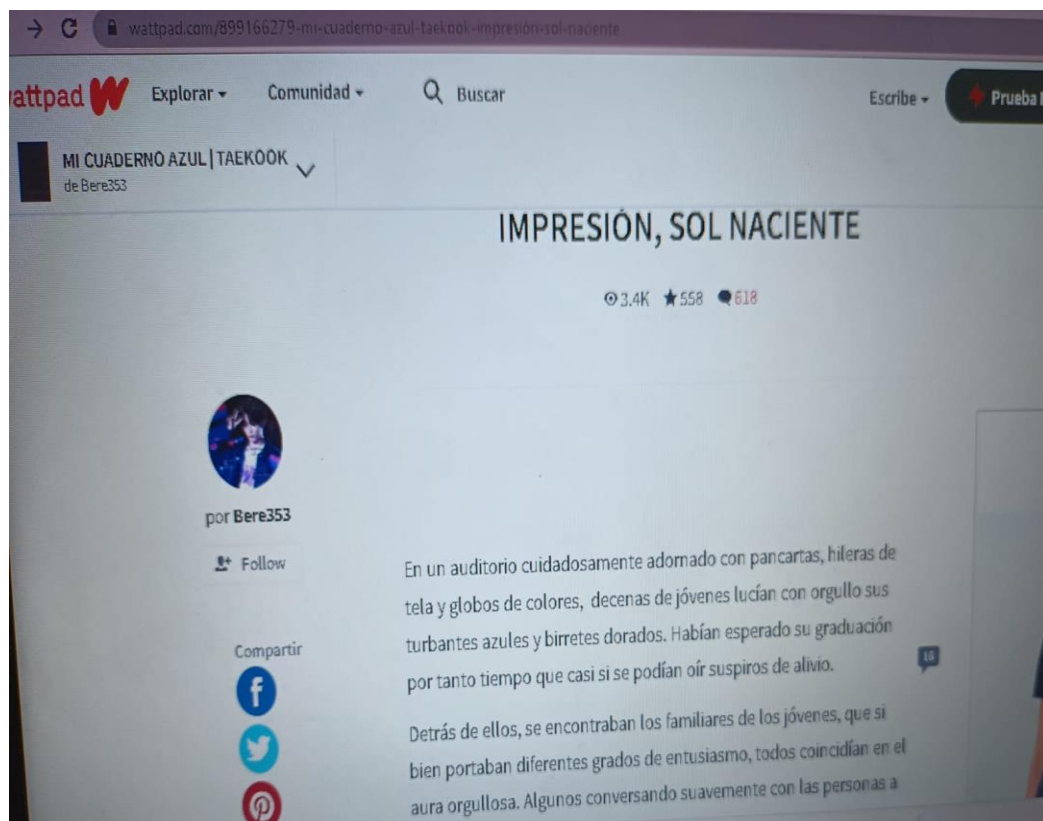 wattpad.com/899166279-mi-cuaderno-azul-taekook-impresión-sol-naciente
attpad
Explorar
Comunidad
Buscar
Escribe
Prueba
MI CUADERNO AZUL | TAEKOOK
de Bere353
IMPRESIÓN, SOL NACIENTE
3.4K 558 618
por Bere353
Follow
Compartir
En un auditorio cuidadosamente adornado con pancartas, hileras de
tela y globos de colores, decenas de jóvenes lucían con orgullo sus
turbantes azules y birretes dorados. Habían esperado su graduación
por tanto tiempo que casi si se podían oír suspiros de alivio.
16
Detrás de ellos, se encontraban los familiares de los jóvenes, que si
bien portaban diferentes grados de entusiasmo, todos coincidían en el
aura orgullosa. Algunos conversando suavemente con las personas a